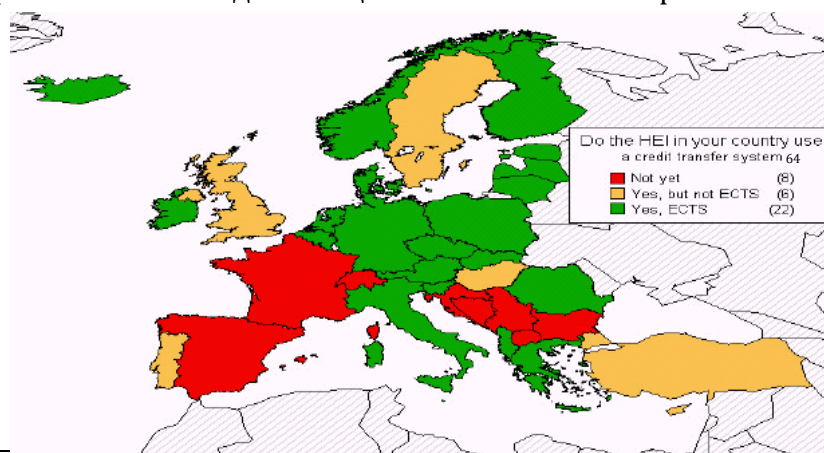 Do the HEI in your country use
a credit transfer system 64
Not yet (8)
Yes, but not ECTS (6)
Yes, ECTS (22)